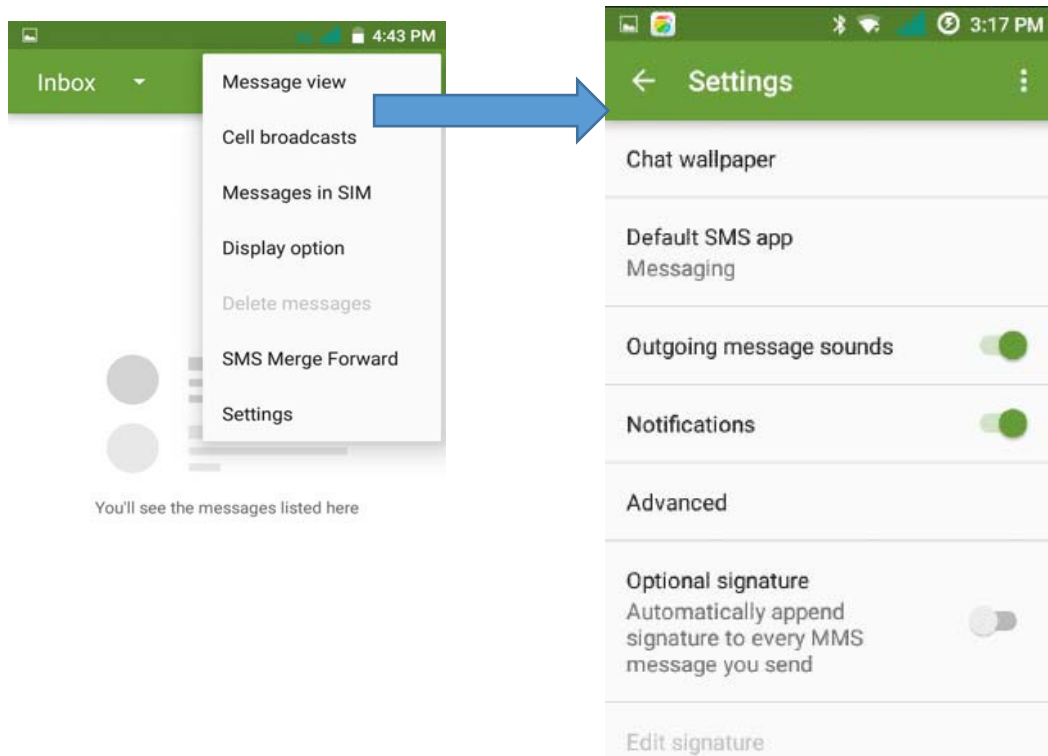 4:43 PM
Inbox
Message view
Cell broadcasts
Messages in SIM
Display option
Delete messages
SMS Merge Forward
Settings
You'll see the messages listed here
3:17 PM
Settings
Chat wallpaper
Default SMS app
Messaging
Outgoing message sounds
Notifications
Advanced
Optional signature
Automatically append
signature to every MMS
message you send
Edit signature